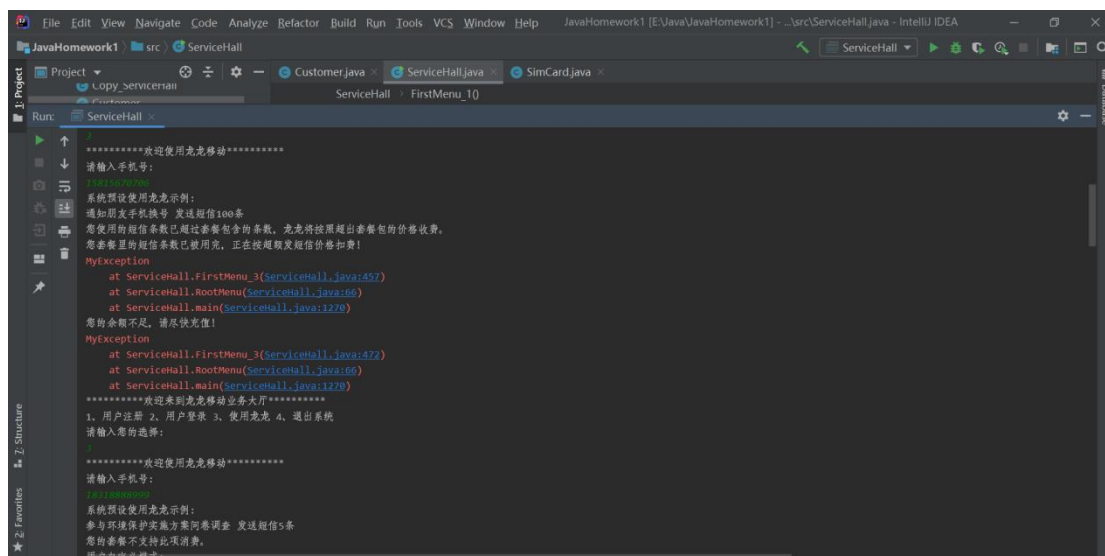 File Edit View Navigate Code Analyze Refactor Build Run Tools VCS Window Help JavaHomework1 [E:\Java\JavaHomework1] - ...\src\ServiceHall.java - IntelliJ IDEA
JavaHomework1 〉 src 〉 ServiceHall
ServiceHall
1: Project
Project
Customer.java
ServiceHall.java
SimCard.java
Copy_ServiceHall
Customer
ServiceHall 〉 FirstMenu_1()
Run: ServiceHall
3
**********欢迎使用龙龙移动**********
请输入手机号:
15815670706
系统预设使用龙龙示例:
通知朋友手机换号 发送短信100条
您使用的短信条数已超过套餐包含的条数, 龙龙将按照超出套餐包的价格收费。
您套餐里的短信条数已被用完, 正在按超额发短信价格扣费!
MyException
at ServiceHall.FirstMenu_3(ServiceHall.java:457)
at ServiceHall.RootMenu(ServiceHall.java:66)
at ServiceHall.main(ServiceHall.java:1270)
您的余额不足, 请尽快充值!
MyException
at ServiceHall.FirstMenu_3(ServiceHall.java:472)
at ServiceHall.RootMenu(ServiceHall.java:66)
at ServiceHall.main(ServiceHall.java:1270)
**********欢迎来到龙龙移动业务大厅**********
1、用户注册 2、用户登录 3、使用龙龙 4、退出系统
请输入您的选择:
3
**********欢迎使用龙龙移动**********
请输入手机号:
18318888999
系统预设使用龙龙示例:
参与环境保护实施方案问卷调查 发送短信5条
您的套餐不支持此项消费。
7: Structure
2: Favorites